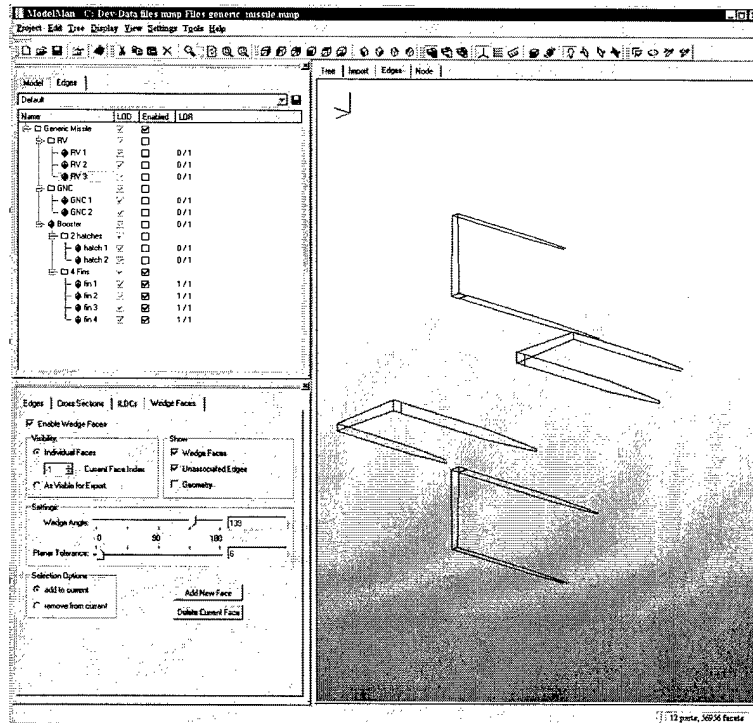 ModelMan C: Dev-Data files mmp Files generic_missile.mmp
Project Edit Tree Display View Settings Tools Help
Model Edges
Default
Name LOD Enabled LDR
Generic Missile
RV
RV 1 0/1
RV 2 0/1
RV 3 0/1
GNC
GNC 1 0/1
GNC 2 0/1
Booster
2 hatches
hatch 1 0/1
hatch 2 0/1
4 Fins
fin 1 1/1
fin 2 1/1
fin 3 1/1
fin 4 1/1
Tree Import Edges Node
Edges Cross Sections ILDCs Wedge Faces
Enable Wedge Faces
Visibility
Individual Faces
-1 Current Face Index
As Visible for Export
Show
Wedge Faces
Unassociated Edges
Geometry
Settings
Wedge Angle:
0 90 180
Planar Tolerance:
Selection Options
add to current
remove from current
Add New Face
Delete Current Face
12 parts, 36956 facets